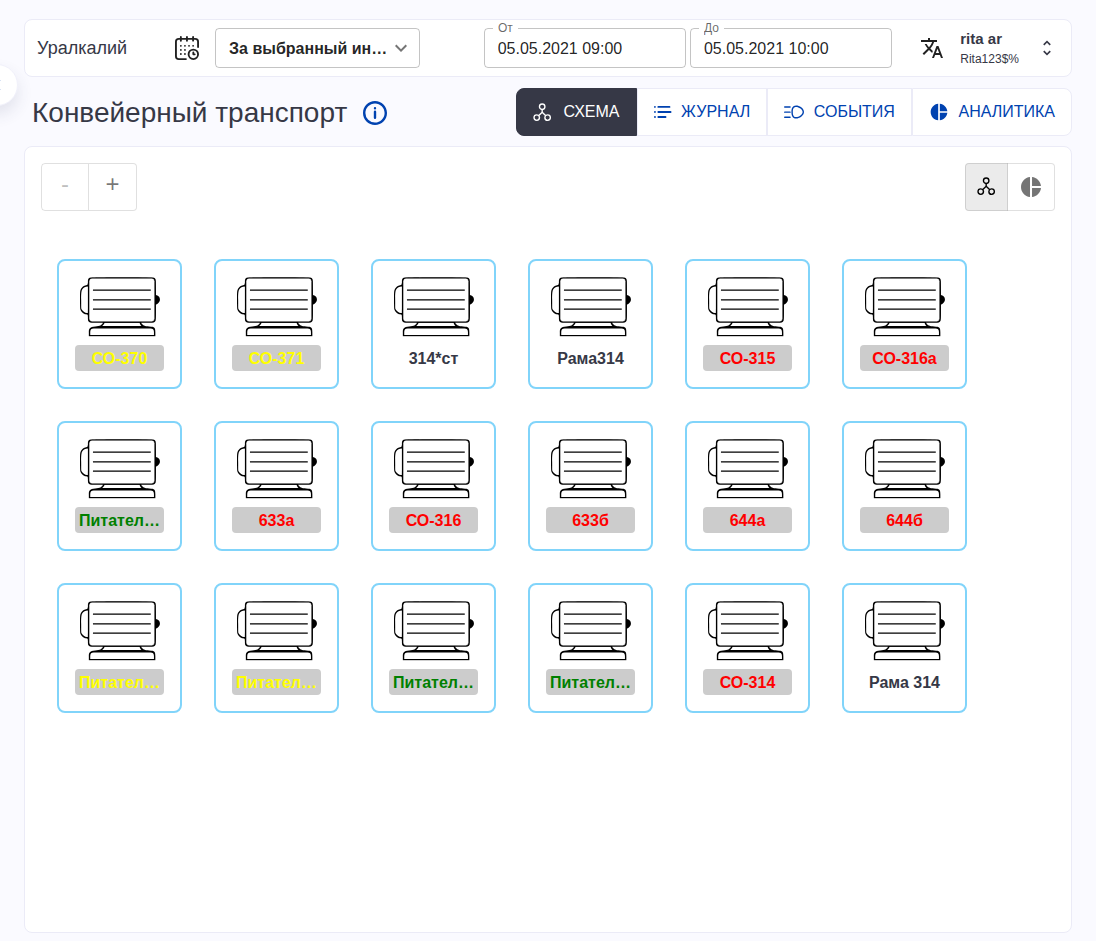 Уралкалий
За выбранный ин...
От
05.05.2021 09:00
До
05.05.2021 10:00
rita ar
Rita123$%
Конвейерный транспорт
СХЕМА
ЖУРНАЛ
СОБЫТИЯ
АНАЛИТИКА
- +
СО-370 СО-371 314*ст Рама314 СО-315 СО-316а
Питател... 633а СО-316 633б 644а 644б
Питател... Питател... Питател... Питател... СО-314 Рама 314